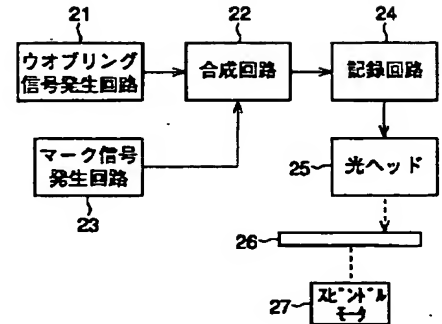 21
22
24
ウオブリング
信号発生回路
合成回路
記録回路
マーク信号
発生回路
23
25
光ヘッド
26
27
スピンドル
モータ